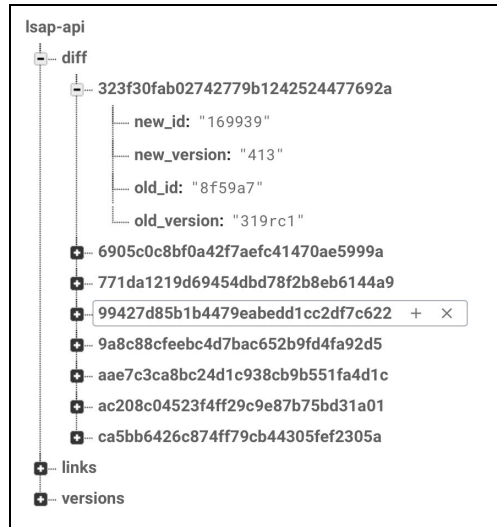 lsap-api
diff
323f30fab02742779b1242524477692a
new_id: "169939"
new_version: "413"
old_id: "8f59a7"
old_version: "319rc1"
6905c0c8bf0a42f7aefc41470ae5999a
771da1219d69454dbd78f2b8eb6144a9
99427d85b1b4479eabedd1cc2df7c622 + ×
9a8c88cfeebc4d7bac652b9fd4fa92d5
aae7c3ca8bc24d1c938cb9b551fa4d1c
ac208c04523f4ff29c9e87b75bd31a01
ca5bb6426c874ff79cb44305fef2305a
links
versions